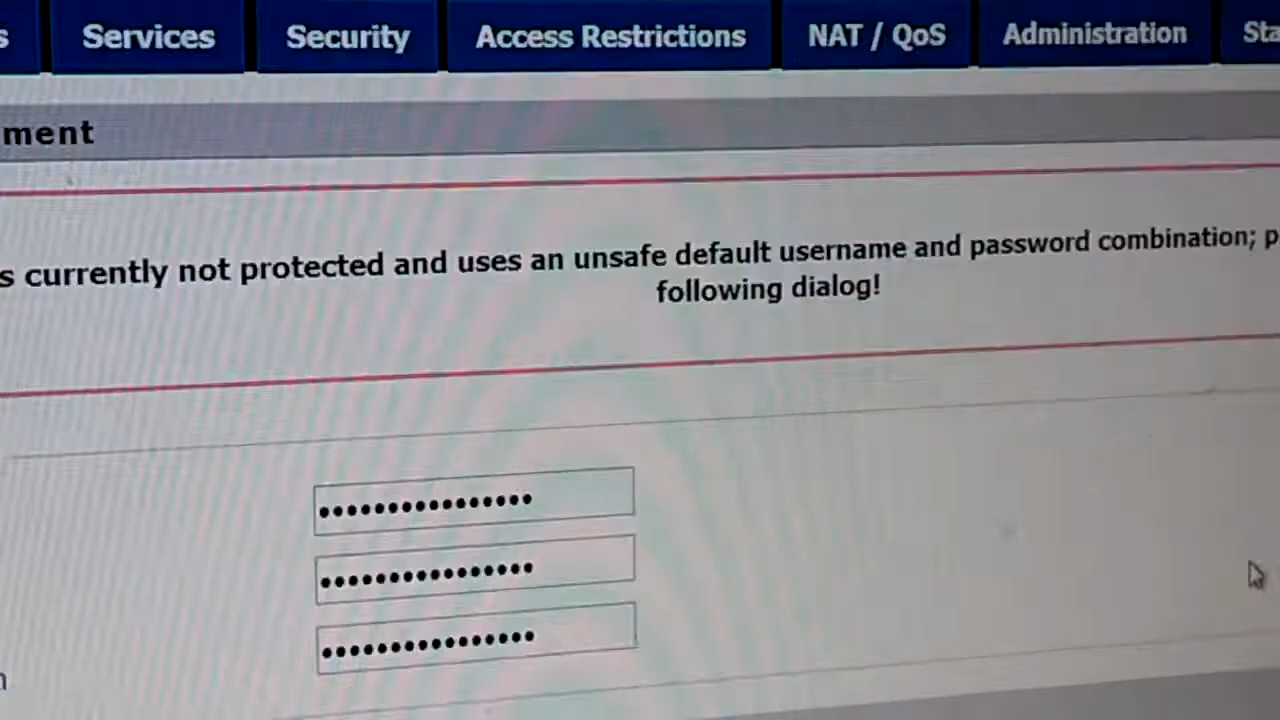 s Services Security Access Restrictions NAT / QoS Administration Sta
ment
s currently not protected and uses an unsafe default username and password combination; p
following dialog!
••••••••••••••••
••••••••••••••••
••••••••••••••••
n